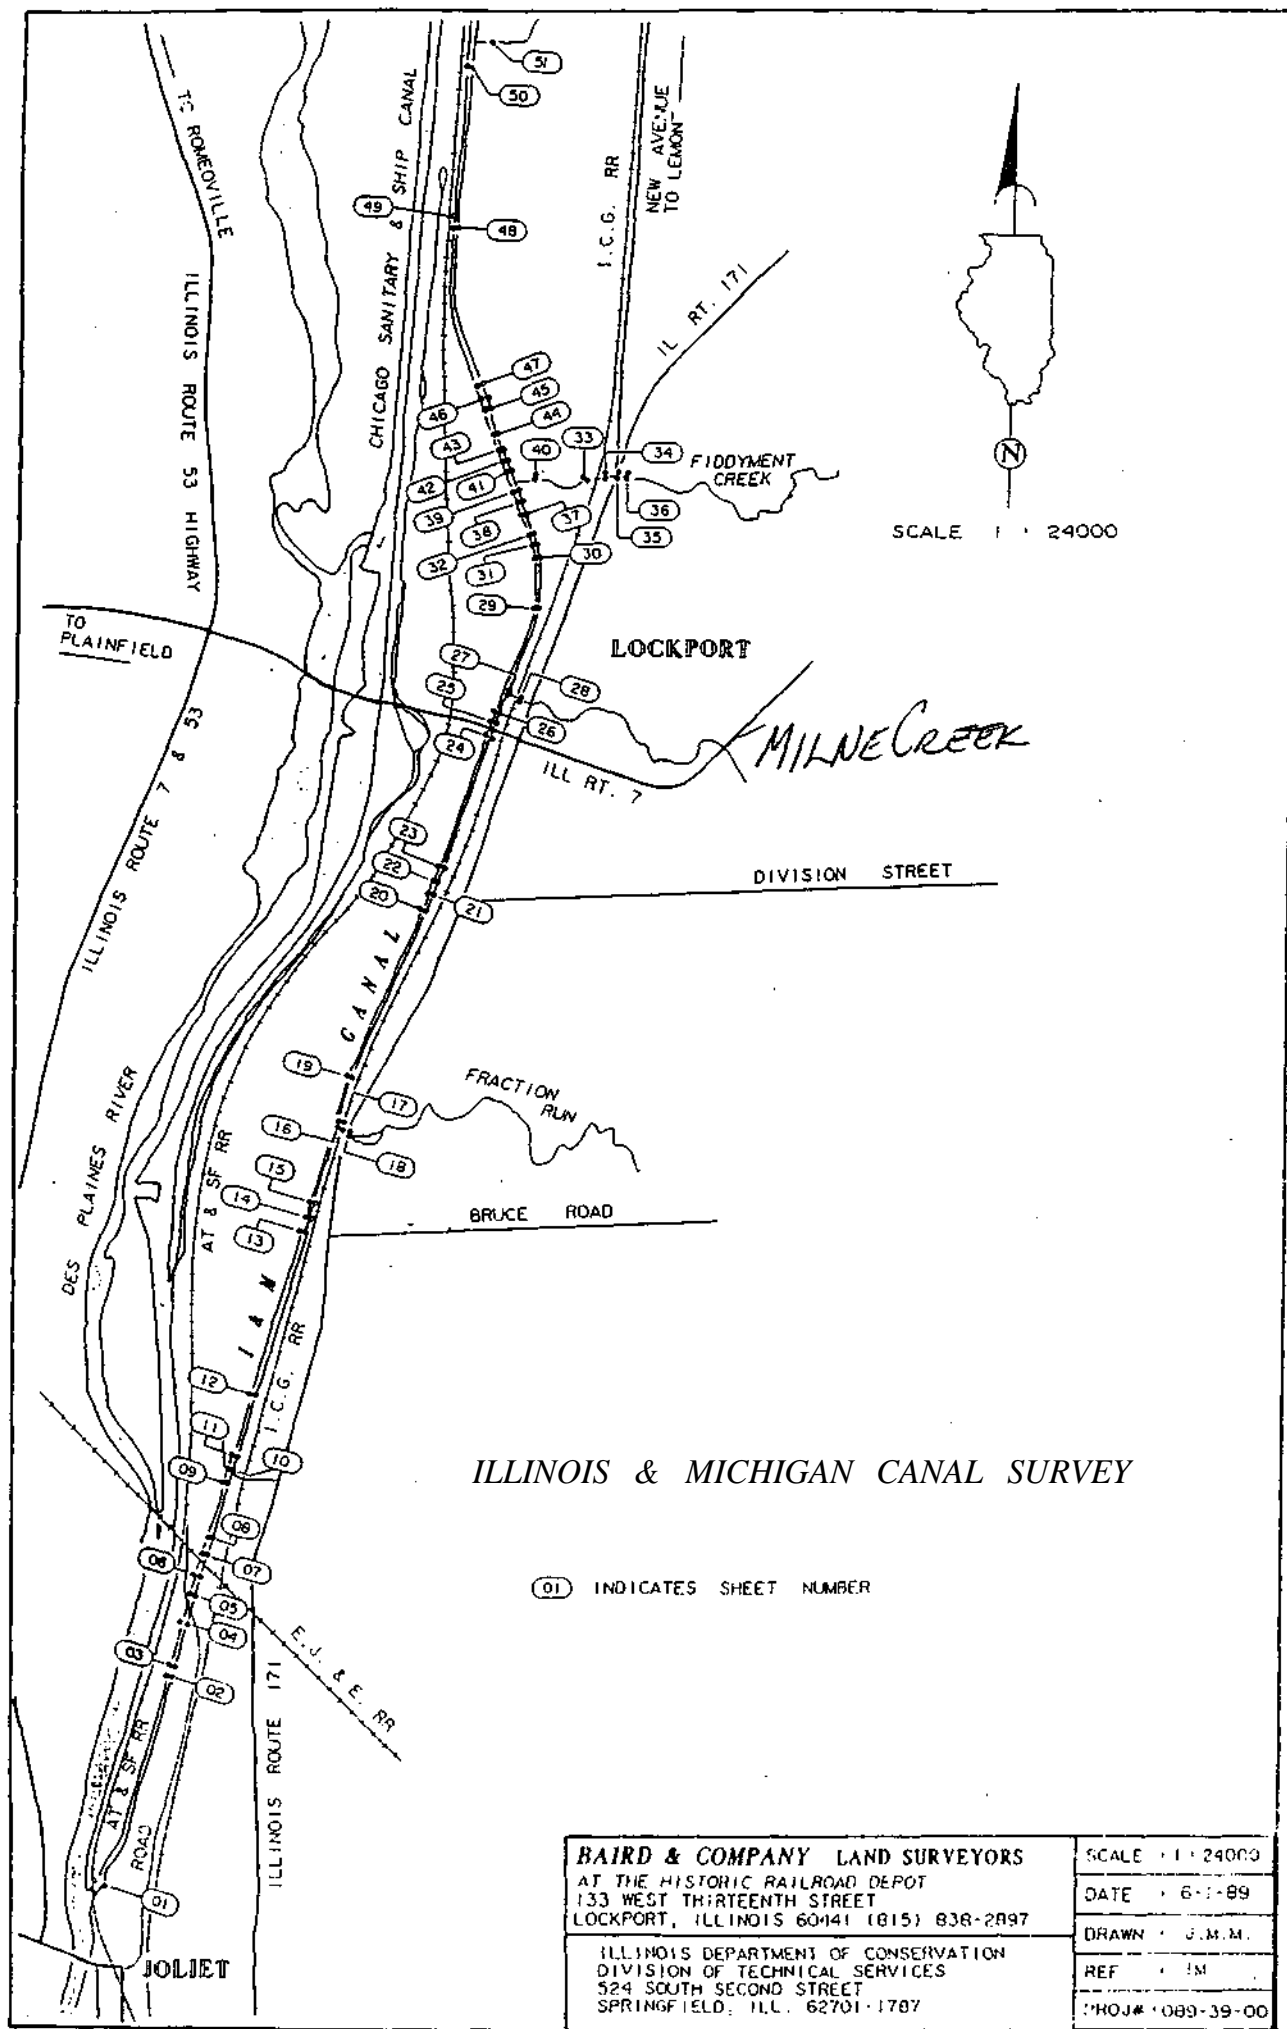 51
50
TO ROMEOVILLE
CHICAGO SANITARY & SHIP CANAL
NEW AVENUE
TO LEMONT
I.C.G. RR
49
48
IL RT. 171
ILLINOIS ROUTE 53 HIGHWAY
47
46
45
44
43
40
33
34
FIDDYMENT
CREEK
42
41
39
36
38
37
35
N
SCALE 1 : 24000
32
31
30
29
TO
PLAINFIELD
LOCKPORT
27
28
25
26
24
MILNE CREEK
ILL RT. 7
ILLINOIS ROUTE 7 & 53
23
22
20
21
DIVISION STREET
CANAL
19
17
FRACTION
RUN
16
18
DES PLAINES RIVER
AT & SF RR
15
14
13
BRUCE ROAD
I & M
12
I.C.G. RR
11
10
09
ILLINOIS & MICHIGAN CANAL SURVEY
08
06
07
05
04
01 INDICATES SHEET NUMBER
03
02
E.J. & E. RR
ILLINOIS ROUTE 171
AT & SF RR
ROAD
01
JOLIET
BAIRD & COMPANY LAND SURVEYORS
AT THE HISTORIC RAILROAD DEPOT
133 WEST THIRTEENTH STREET
LOCKPORT, ILLINOIS 60441 (815) 838-2897
ILLINOIS DEPARTMENT OF CONSERVATION
DIVISION OF TECHNICAL SERVICES
524 SOUTH SECOND STREET
SPRINGFIELD, ILL. 62701-1787
SCALE : 1 : 24000
DATE : 6-1-89
DRAWN : J.M.M.
REF : IM
PROJ# : 089-39-00